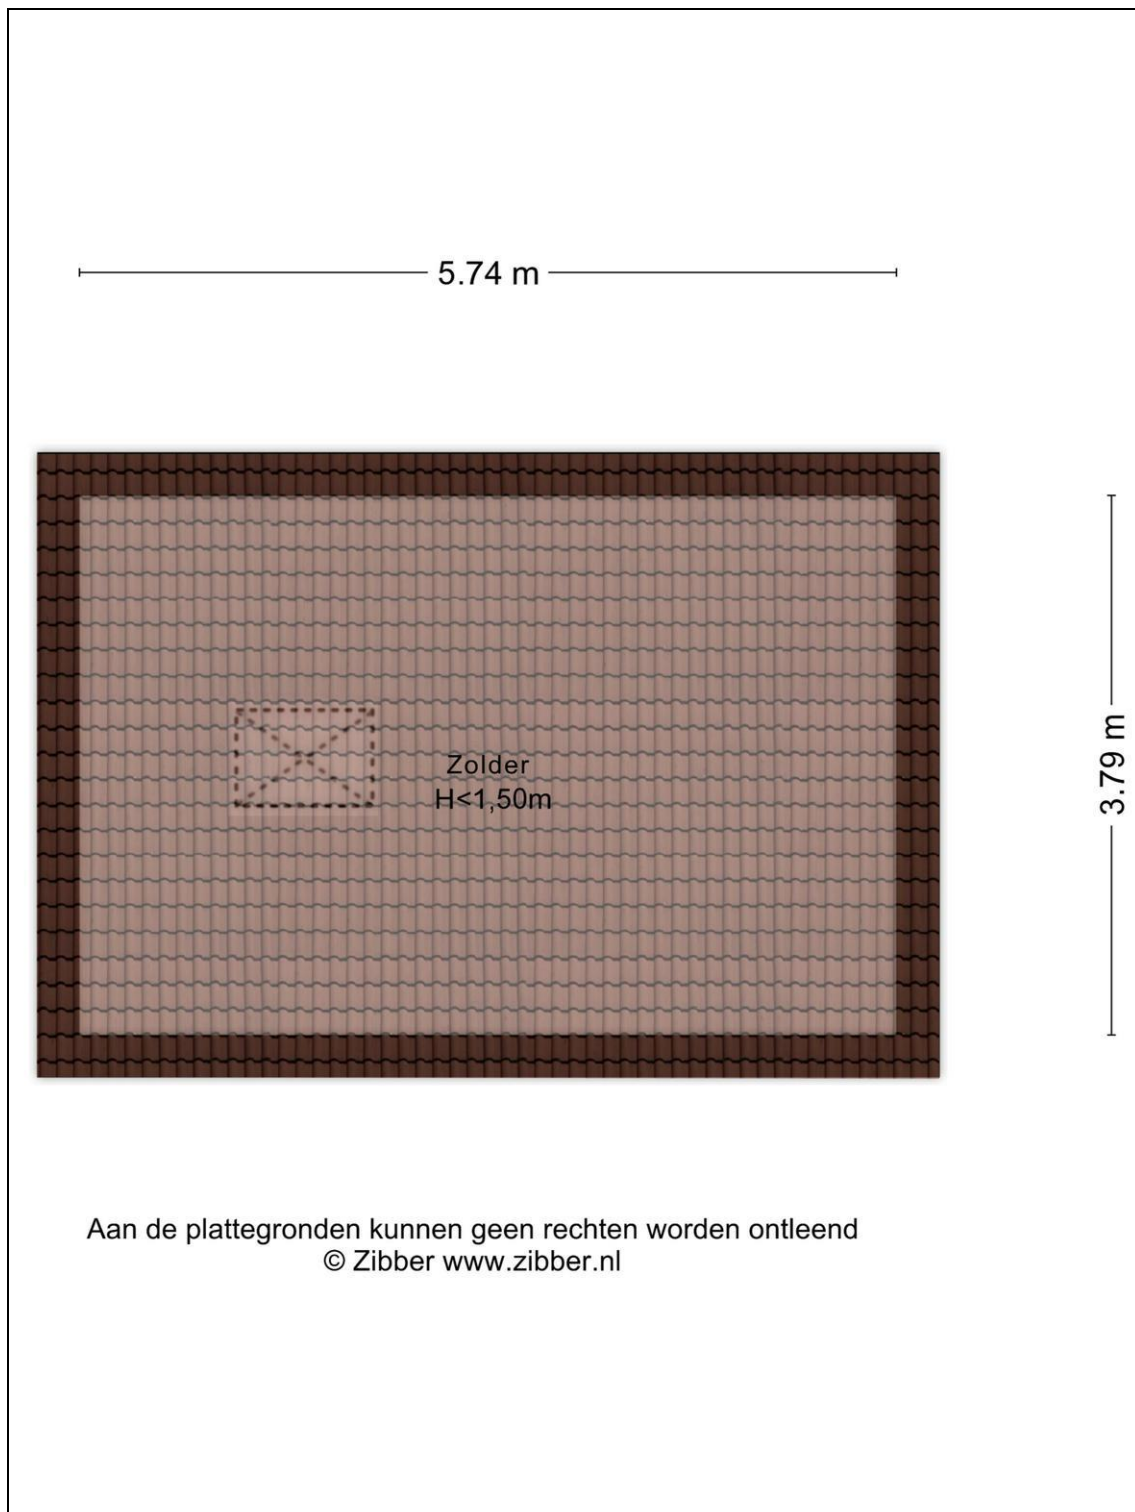 5.74 m
3.79 m
Zolder
H<1,50m
Aan de plattegronden kunnen geen rechten worden ontleend
© Zibber www.zibber.nl